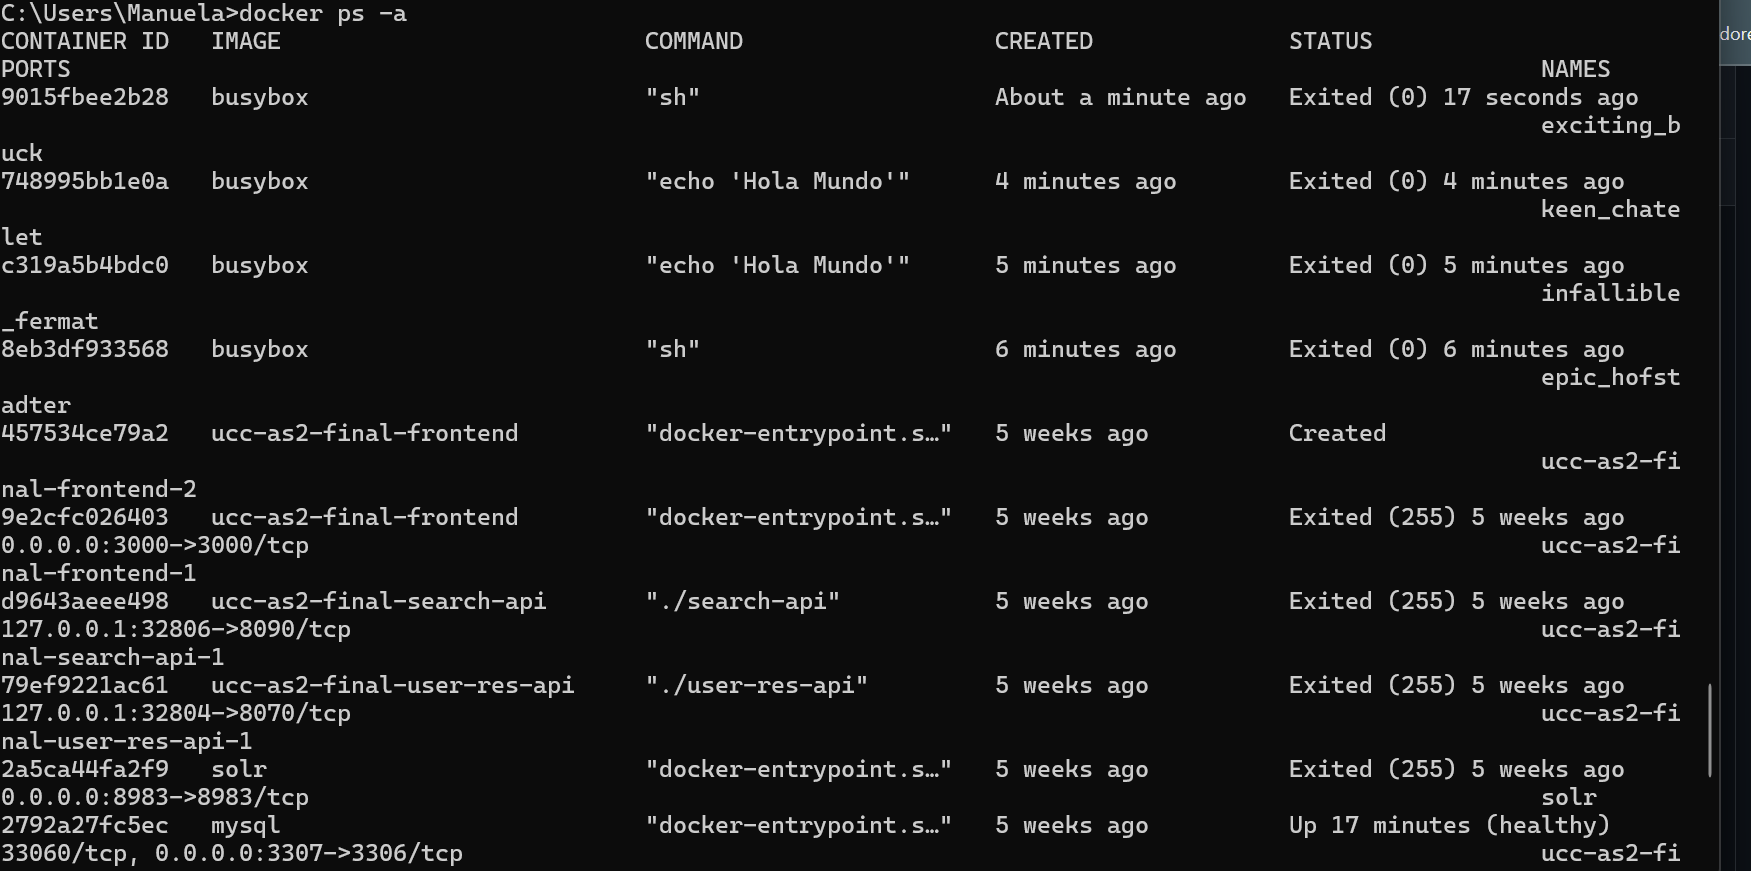 C:\Users\Manuela>docker ps -a
CONTAINER ID   IMAGE                          COMMAND                  CREATED              STATUS
PORTS                                                                                                         NAMES
9015fbee2b28   busybox                        "sh"                     About a minute ago   Exited (0) 17 seconds ago
                                                                                                              exciting_b
uck
748995bb1e0a   busybox                        "echo 'Hola Mundo'"      4 minutes ago        Exited (0) 4 minutes ago
                                                                                                              keen_chate
let
c319a5b4bdc0   busybox                        "echo 'Hola Mundo'"      5 minutes ago        Exited (0) 5 minutes ago
                                                                                                              infallible
_fermat
8eb3df933568   busybox                        "sh"                     6 minutes ago        Exited (0) 6 minutes ago
                                                                                                              epic_hofst
adter
457534ce79a2   ucc-as2-final-frontend         "docker-entrypoint.s…"   5 weeks ago          Created
                                                                                                              ucc-as2-fi
nal-frontend-2
9e2cfc026403   ucc-as2-final-frontend         "docker-entrypoint.s…"   5 weeks ago          Exited (255) 5 weeks ago
0.0.0.0:3000->3000/tcp                                                                                        ucc-as2-fi
nal-frontend-1
d9643aeee498   ucc-as2-final-search-api       "./search-api"           5 weeks ago          Exited (255) 5 weeks ago
127.0.0.1:32806->8090/tcp                                                                                     ucc-as2-fi
nal-search-api-1
79ef9221ac61   ucc-as2-final-user-res-api     "./user-res-api"         5 weeks ago          Exited (255) 5 weeks ago
127.0.0.1:32804->8070/tcp                                                                                     ucc-as2-fi
nal-user-res-api-1
2a5ca44fa2f9   solr                           "docker-entrypoint.s…"   5 weeks ago          Exited (255) 5 weeks ago
0.0.0.0:8983->8983/tcp                                                                                        solr
2792a27fc5ec   mysql                          "docker-entrypoint.s…"   5 weeks ago          Up 17 minutes (healthy)
33060/tcp, 0.0.0.0:3307->3306/tcp                                                                             ucc-as2-fi